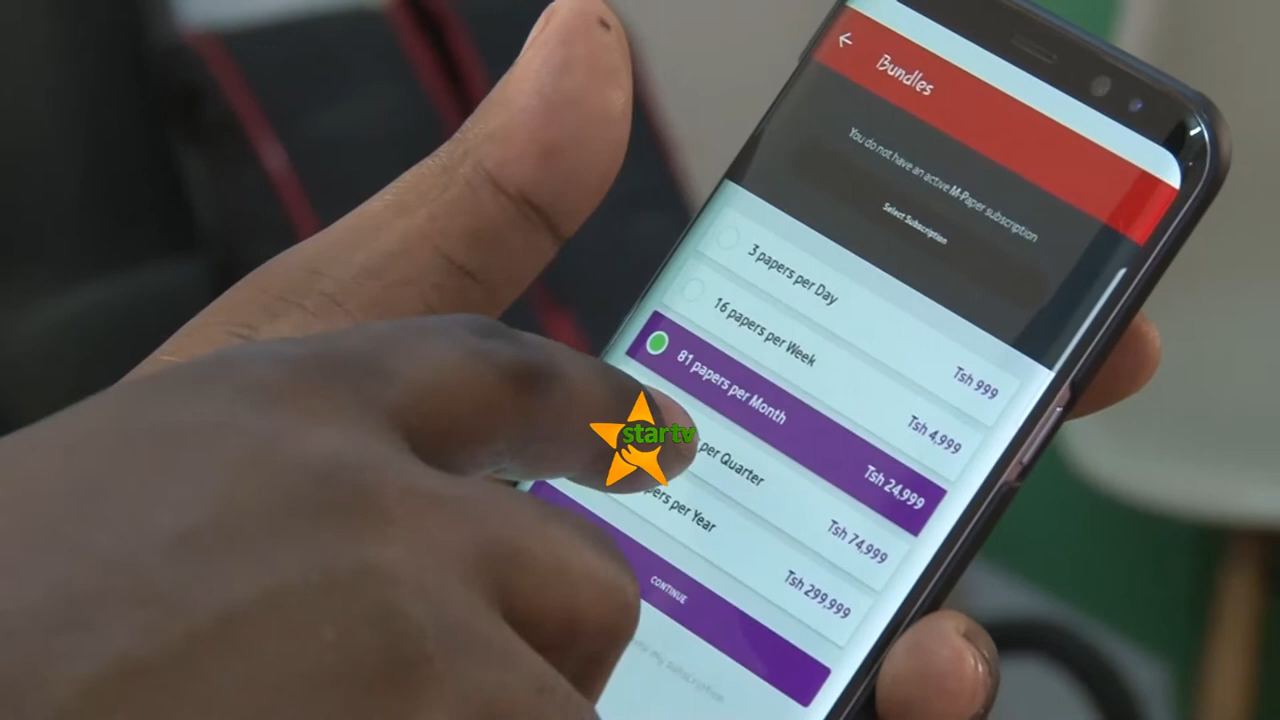 Bundles
You do not have an active M-Paper subscription
Select Subscription
3 papers per Day
Tsh 999
16 papers per Week
Tsh 4,999
81 papers per Month
Tsh 24,999
per Quarter
Tsh 74,999
per Year
Tsh 299,999
CONTINUE
my subscription
startv